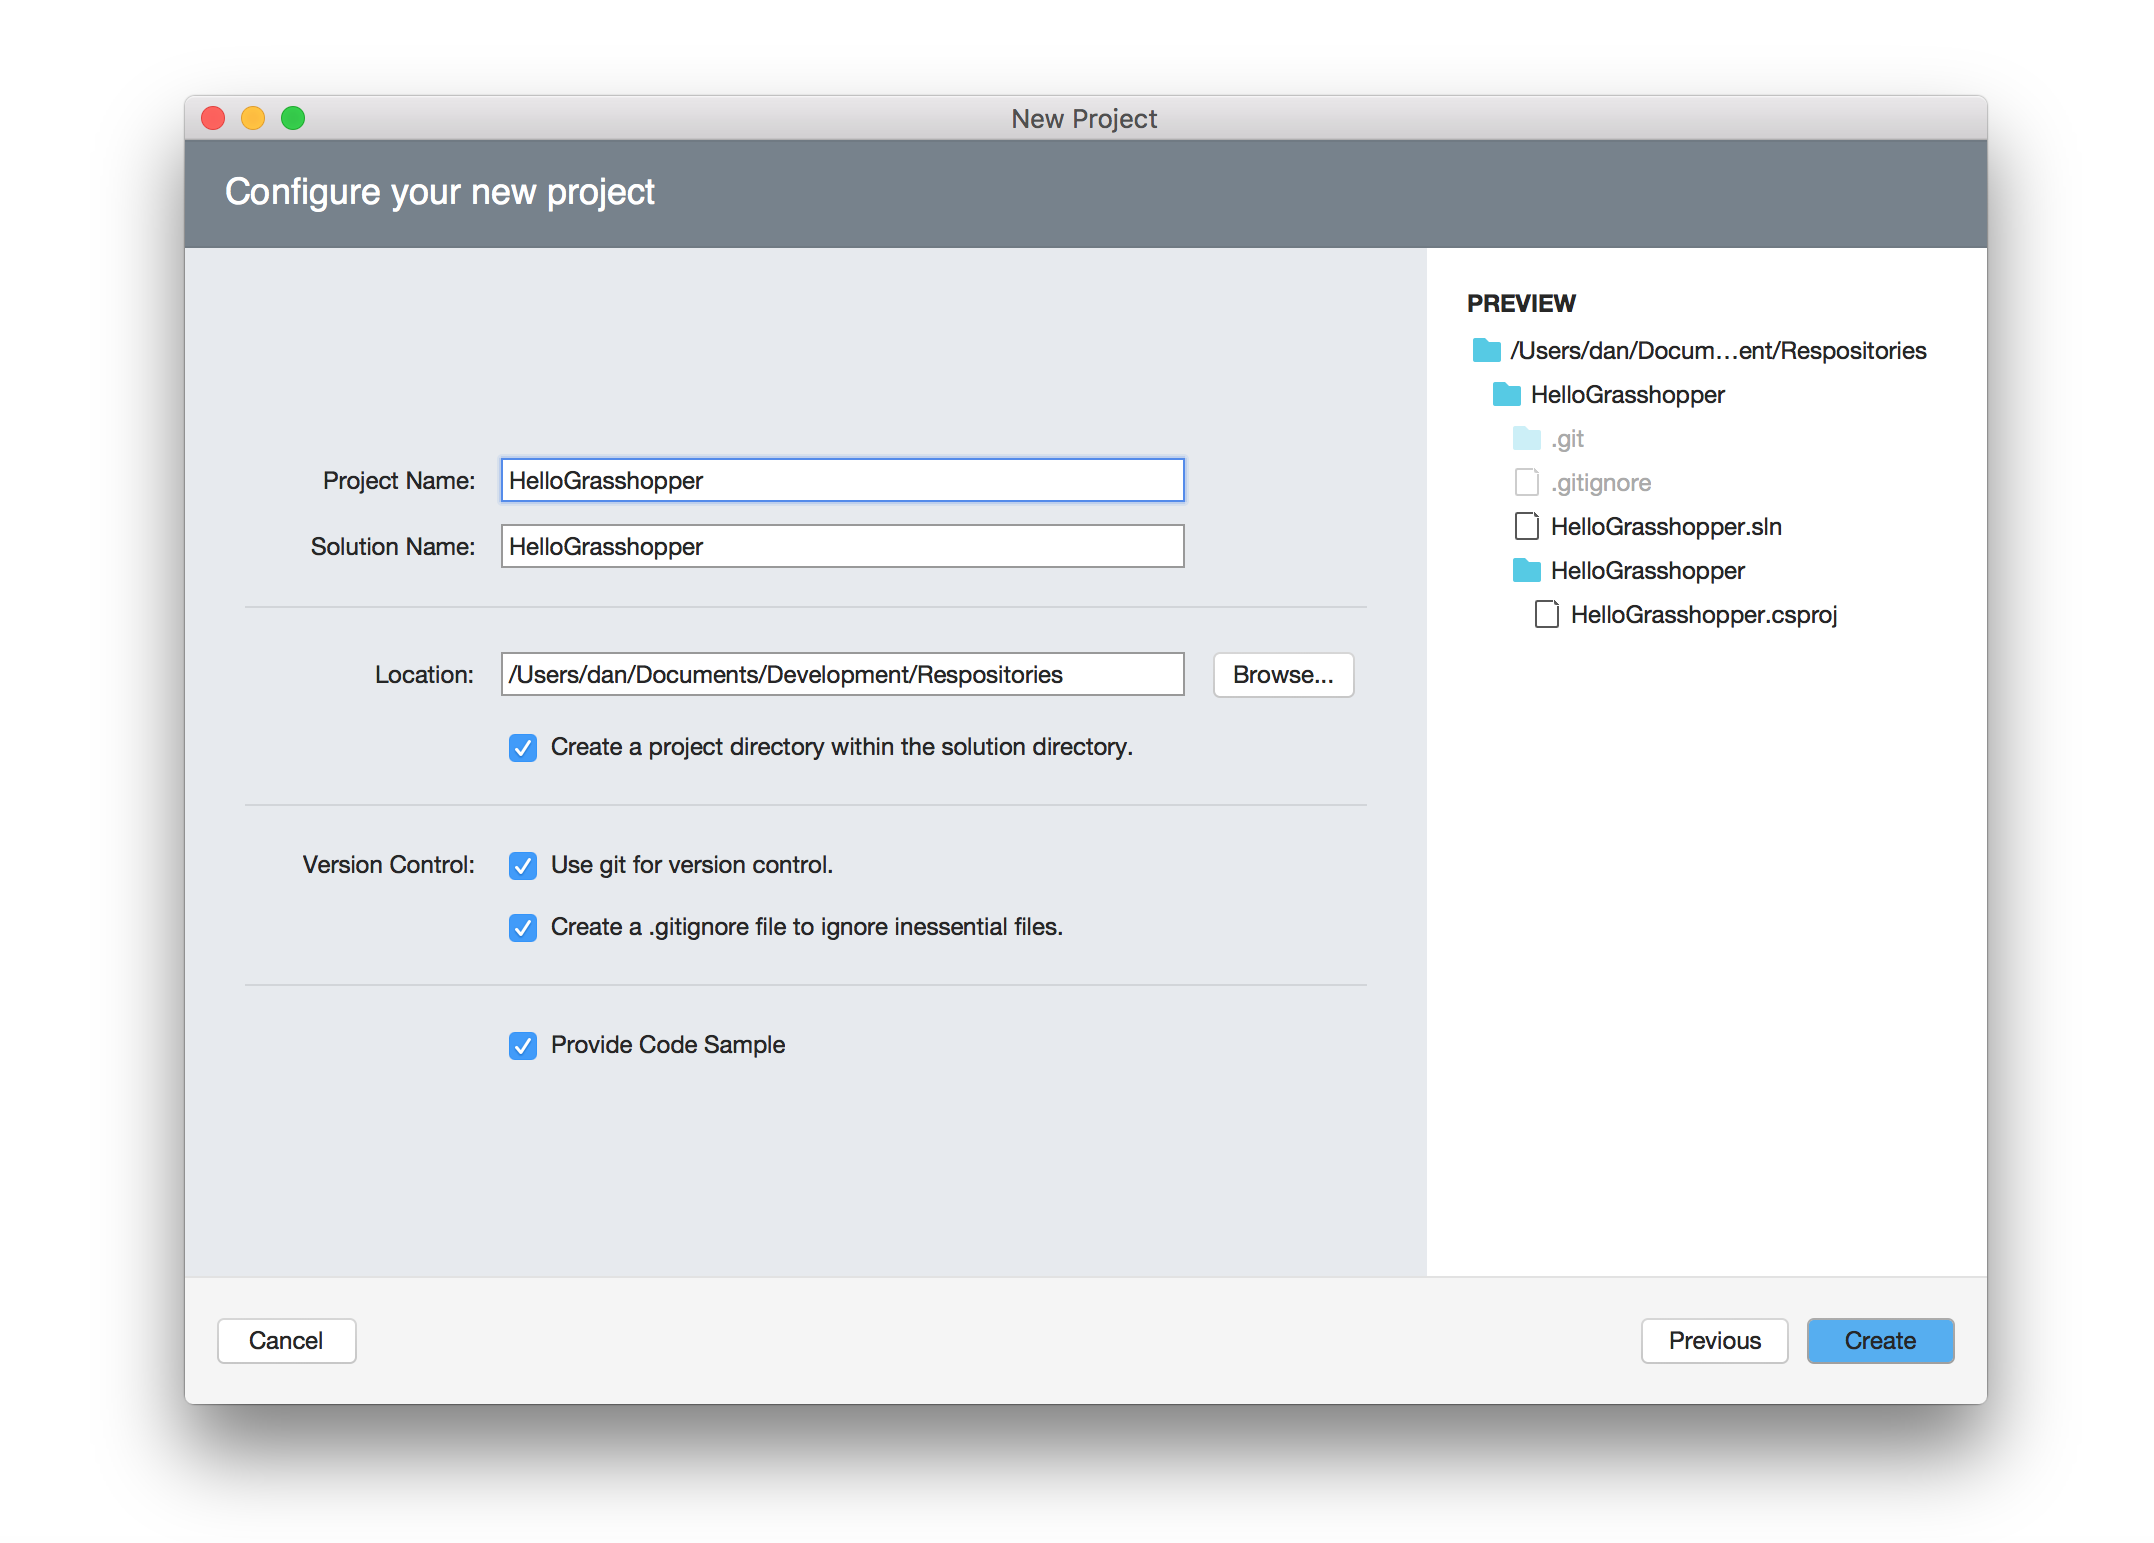 New Project
Configure your new project
Project Name: HelloGrasshopper
Solution Name: HelloGrasshopper
Location: /Users/dan/Documents/Development/Respositories Browse...
Create a project directory within the solution directory.
Version Control: Use git for version control.
Create a .gitignore file to ignore inessential files.
Provide Code Sample
PREVIEW
/Users/dan/Docum...ent/Respositories
HelloGrasshopper
.git
.gitignore
HelloGrasshopper.sln
HelloGrasshopper
HelloGrasshopper.csproj
Cancel Previous Create